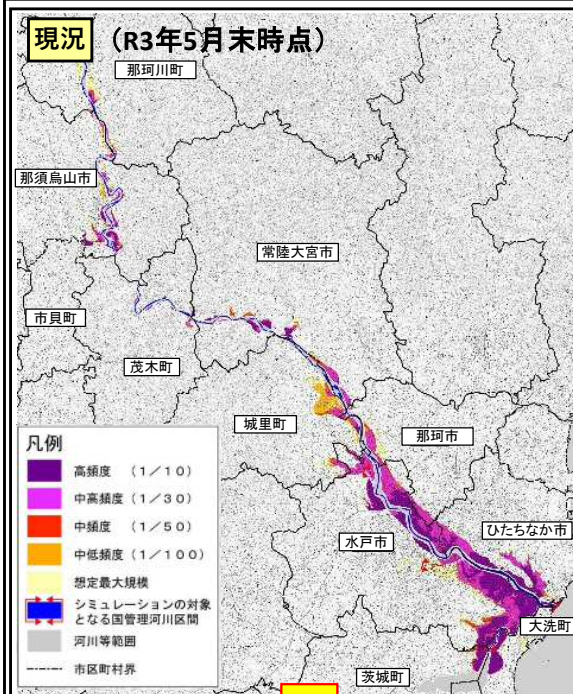 現況 (R3年5月末時点)
那珂川町
那須烏山市
常陸大宮市
市貝町
茂木町
城里町
那珂市
凡例
高頻度 (1/10)
中高頻度 (1/30)
中頻度 (1/50)
中低頻度 (1/100)
想定最大規模
シミュレーションの対象
となる国管理河川区間
河川等範囲
市区町村界
ひたちなか市
水戸市
大洗町
茨城町